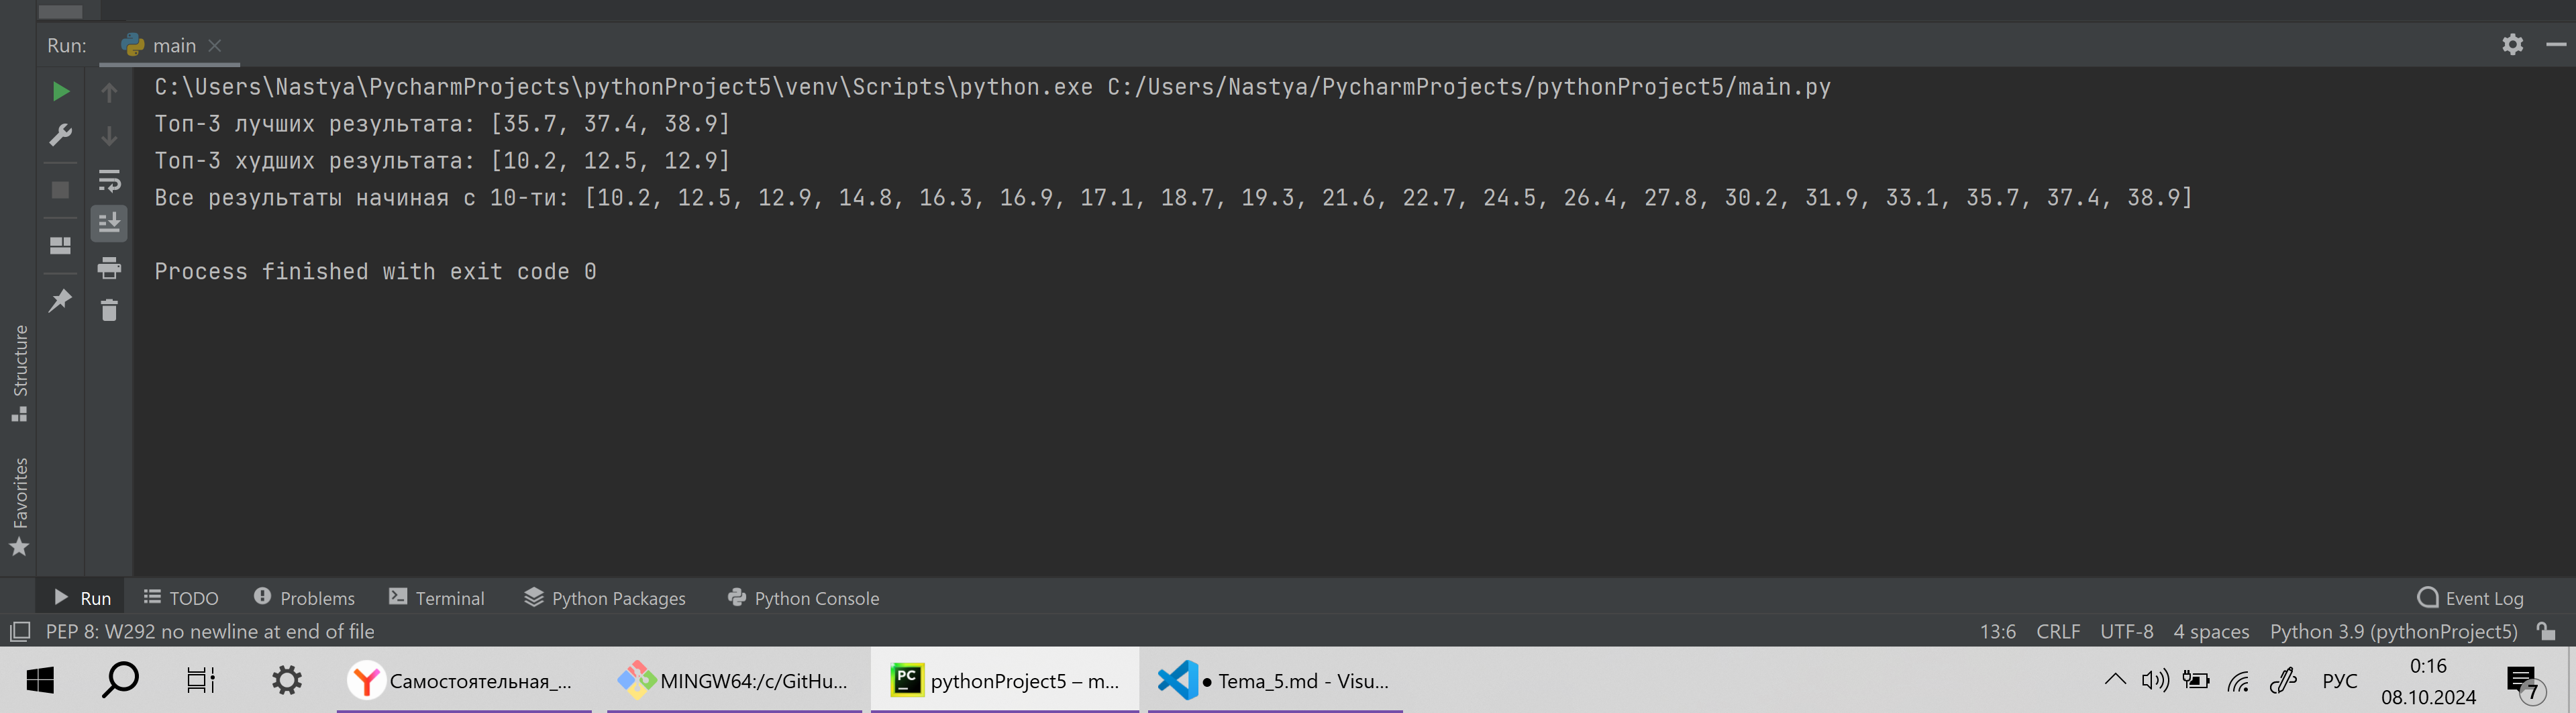 Run: main
C:\Users\Nastya\PycharmProjects\pythonProject5\venv\Scripts\python.exe C:/Users/Nastya/PycharmProjects/pythonProject5/main.py
Топ-3 лучших результата: [35.7, 37.4, 38.9]
Топ-3 худших результата: [10.2, 12.5, 12.9]
Все результаты начиная с 10-ти: [10.2, 12.5, 12.9, 14.8, 16.3, 16.9, 17.1, 18.7, 19.3, 21.6, 22.7, 24.5, 26.4, 27.8, 30.2, 31.9, 33.1, 35.7, 37.4, 38.9]
Process finished with exit code 0
Structure
Favorites
Run TODO Problems Terminal Python Packages Python Console Event Log
PEP 8: W292 no newline at end of file 13:6 CRLF UTF-8 4 spaces Python 3.9 (pythonProject5)
Самостоятельная_... MINGW64:/c/GitHu... PC pythonProject5 – m... ● Tema_5.md - Visu... РУС 0:16
08.10.2024 7